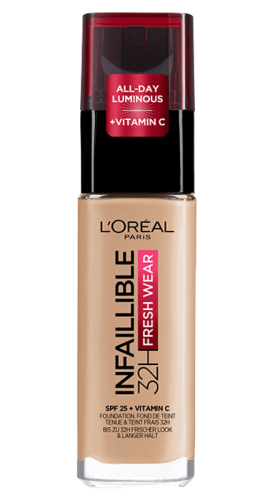 ALL-DAY
LUMINOUS
+VITAMIN C
L'ORÉAL
PARIS
INFAILLIBLE
32H FRESH WEAR
SPF 25 + VITAMIN C
FOUNDATION, FOND DE TEINT
TENUE & TEINT FRAIS 32H
BIS ZU 32H FRISCHER LOOK
& LANGER HALT